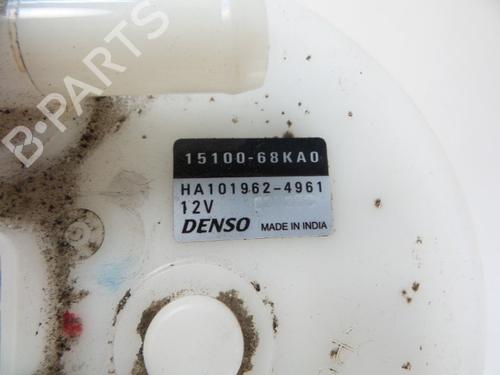 B-PARTS
15100-68KA0
HA101962-4961
12V
DENSO MADE IN INDIA